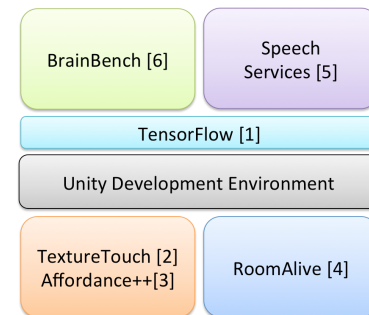 BrainBench [6]
Speech
Services [5]
TensorFlow [1]
Unity Development Environment
TextureTouch [2]
Affordance++[3]
RoomAlive [4]